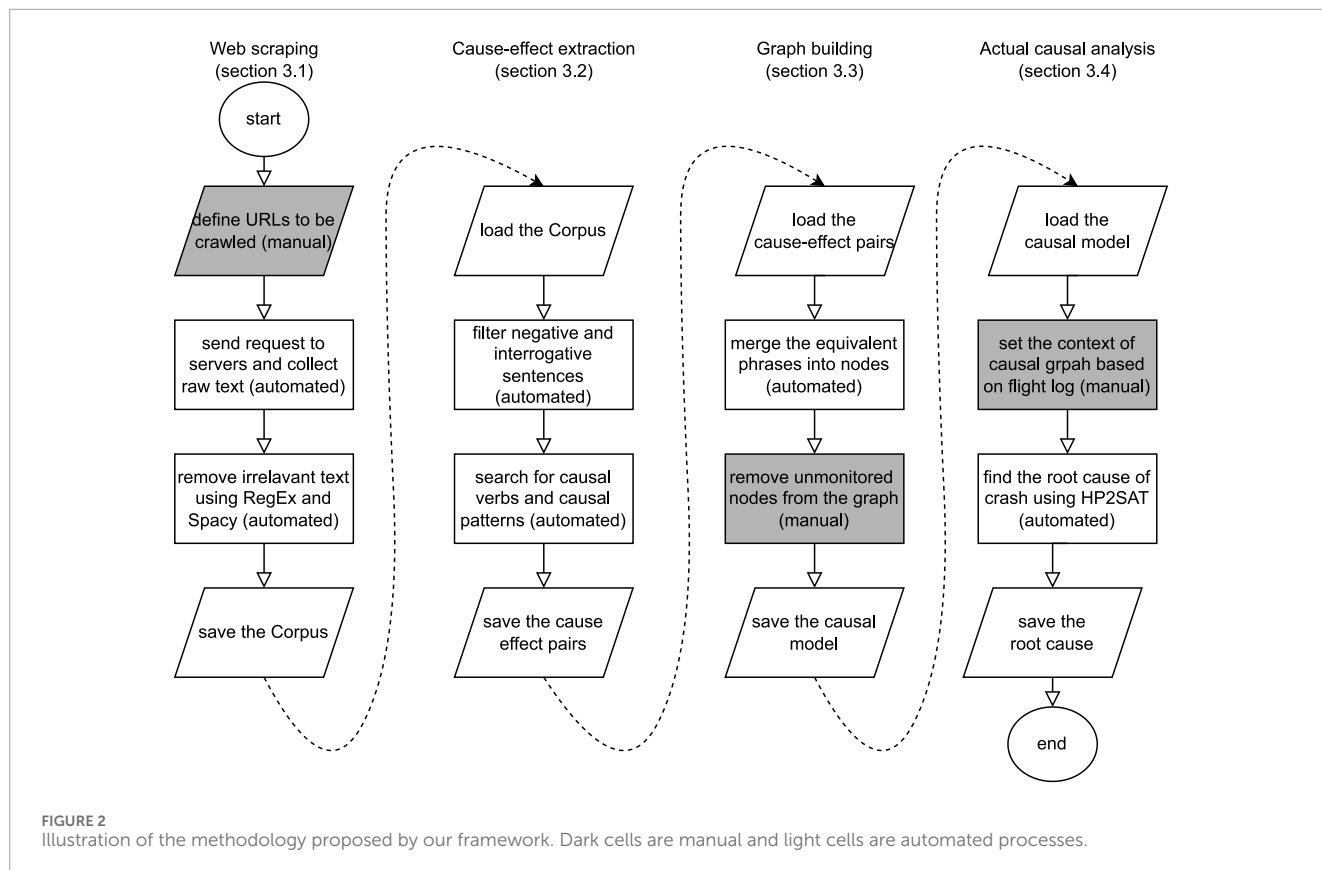 Web scraping
(section 3.1)
start
define URLs to be
crawled (manual)
send request to
servers and collect
raw text (automated)
remove irrelavant text
using RegEx and
Spacy (automated)
save the Corpus
Cause-effect extraction
(section 3.2)
load the Corpus
filter negative and
interrogative
sentences
(automated)
search for causal
verbs and causal
patterns (automated)
save the cause
effect pairs
Graph building
(section 3.3)
load the
cause-effect pairs
merge the equivalent
phrases into nodes
(automated)
remove unmonitored
nodes from the graph
(manual)
save the causal
model
Actual causal analysis
(section 3.4)
load the
causal model
set the context of
causal grpah based
on flight log (manual)
find the root cause of
crash using HP2SAT
(automated)
save the
root cause
end
FIGURE 2
Illustration of the methodology proposed by our framework. Dark cells are manual and light cells are automated processes.